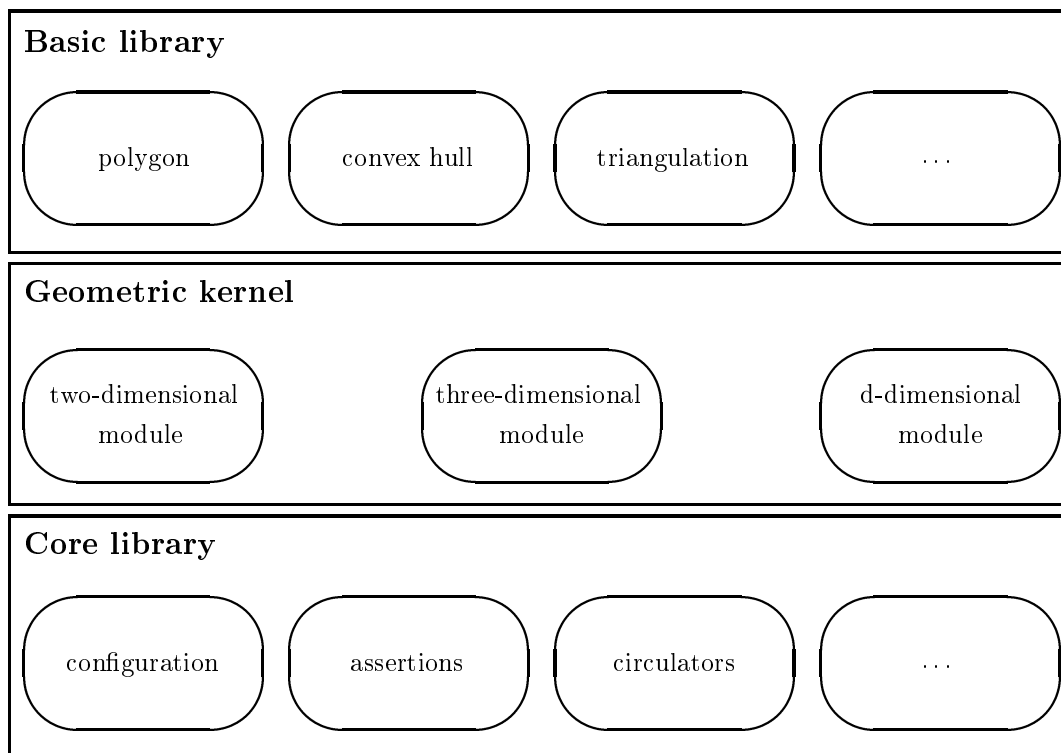 Basic library
polygon
convex hull
triangulation
...
Geometric kernel
two-dimensional
module
three-dimensional
module
d-dimensional
module
Core library
configuration
assertions
circulators
...